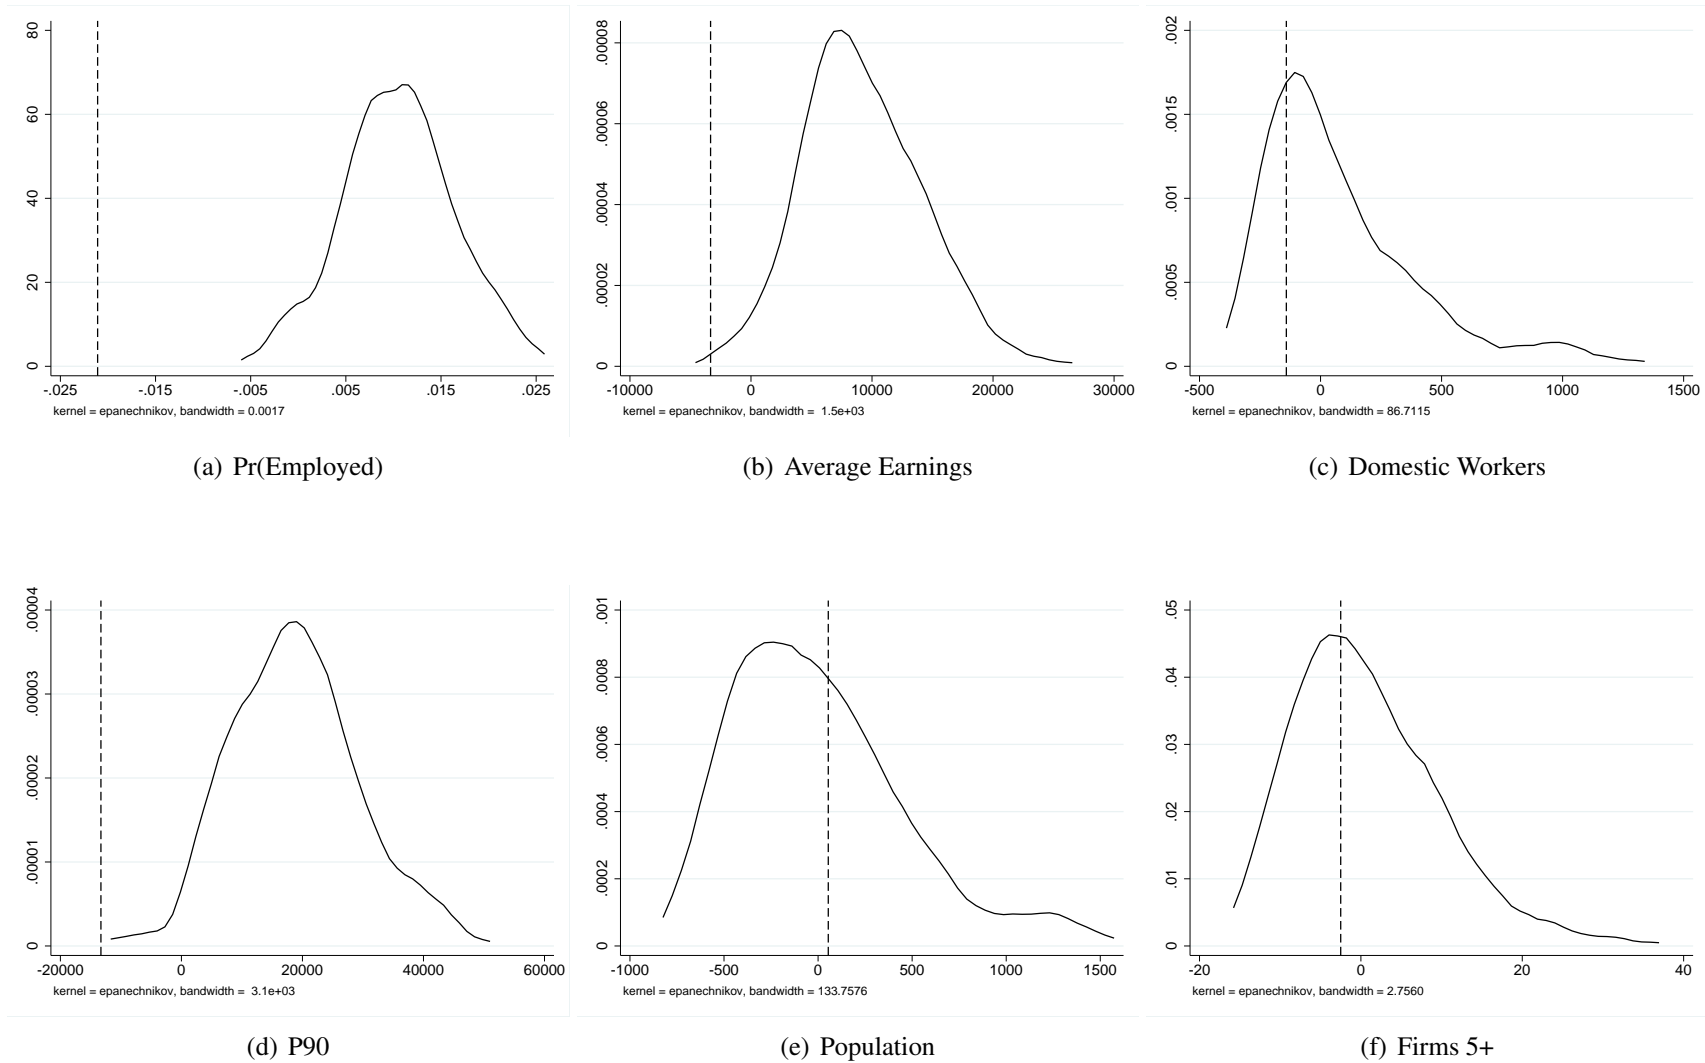 80
60
40
20
0
-.025 -.015 -.005 .005 .015 .025
kernel = epanechnikov, bandwidth = 0.0017
(a) Pr(Employed)
.00008
.00006
.00004
.00002
0
-10000 0 10000 20000 30000
kernel = epanechnikov, bandwidth = 1.5e+03
(b) Average Earnings
.002
.0015
.001
.0005
0
-500 0 500 1000 1500
kernel = epanechnikov, bandwidth = 86.7115
(c) Domestic Workers
.00004
.00003
.00002
.00001
0
-20000 0 20000 40000 60000
kernel = epanechnikov, bandwidth = 3.1e+03
(d) P90
.001
.0008
.0006
.0004
.0002
0
-1000 -500 0 500 1000 1500
kernel = epanechnikov, bandwidth = 133.7576
(e) Population
.05
.04
.03
.02
.01
0
-20 0 20 40
kernel = epanechnikov, bandwidth = 2.7560
(f) Firms 5+